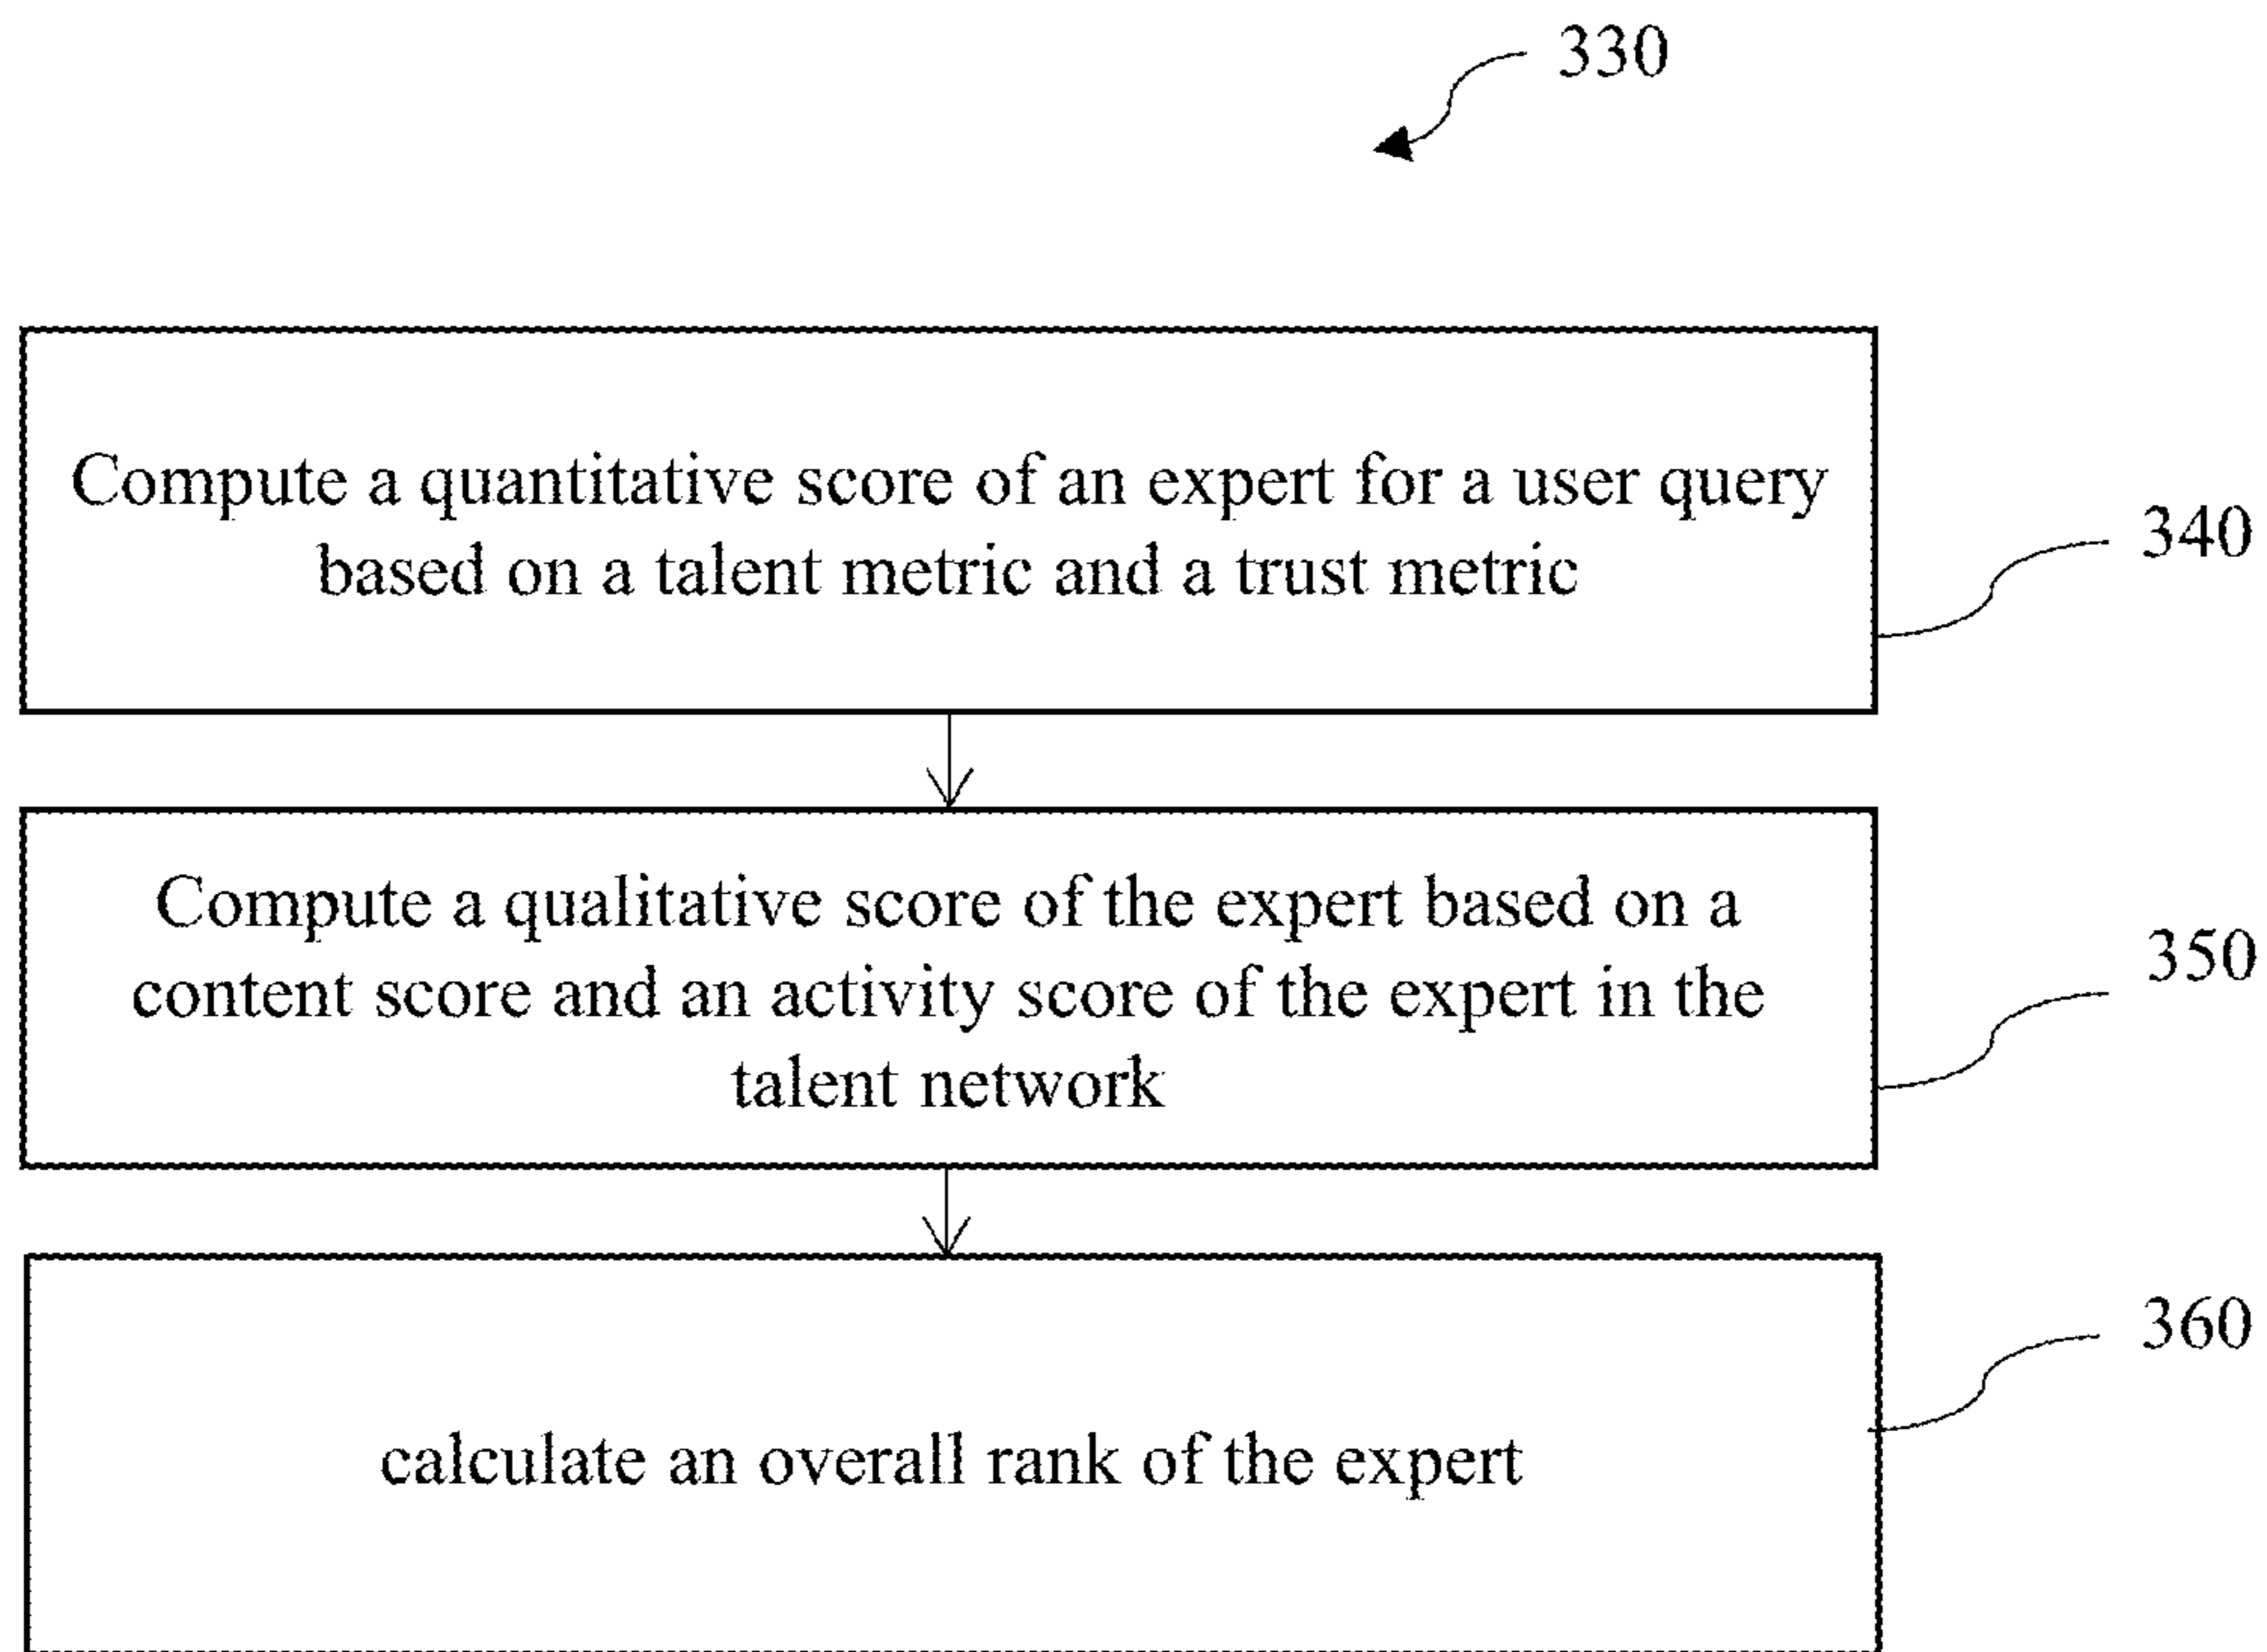 330
Compute a quantitative score of an expert for a user query
based on a talent metric and a trust metric
340
Compute a qualitative score of the expert based on a
content score and an activity score of the expert in the
talent network
350
calculate an overall rank of the expert
360